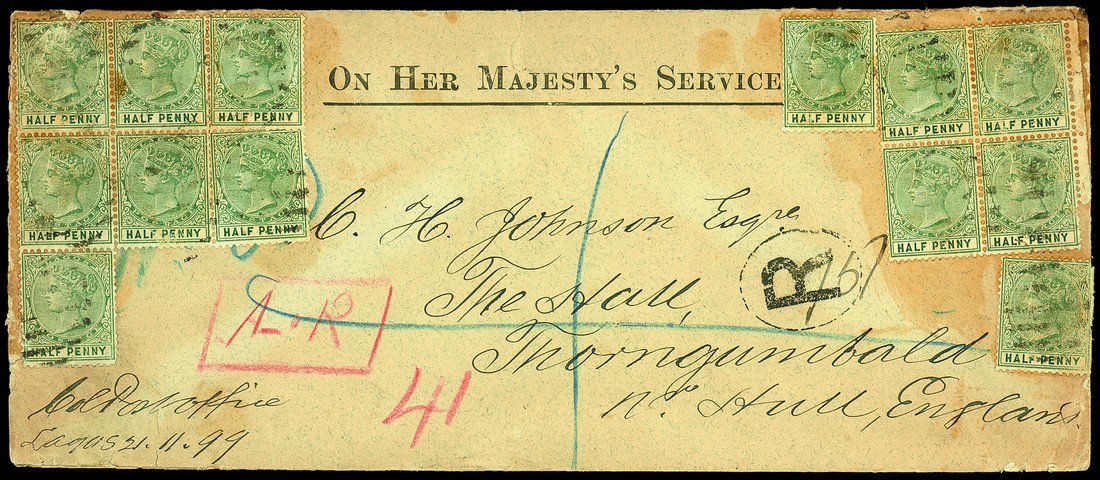 ON HER MAJESTY'S SERVICE
HALF PENNY HALF PENNY HALF PENNY
HALF PENNY HALF PENNY HALF PENNY
HALF PENNY
HALF PENNY HALF PENNY HALF PENNY
HALF PENNY HALF PENNY
HALF PENNY
C. H. Johnson Esqre
The Hall,
Thorngumbald
nr. Hull, England.
R
A.R
41
Col Post office
Lagos 21.11.99